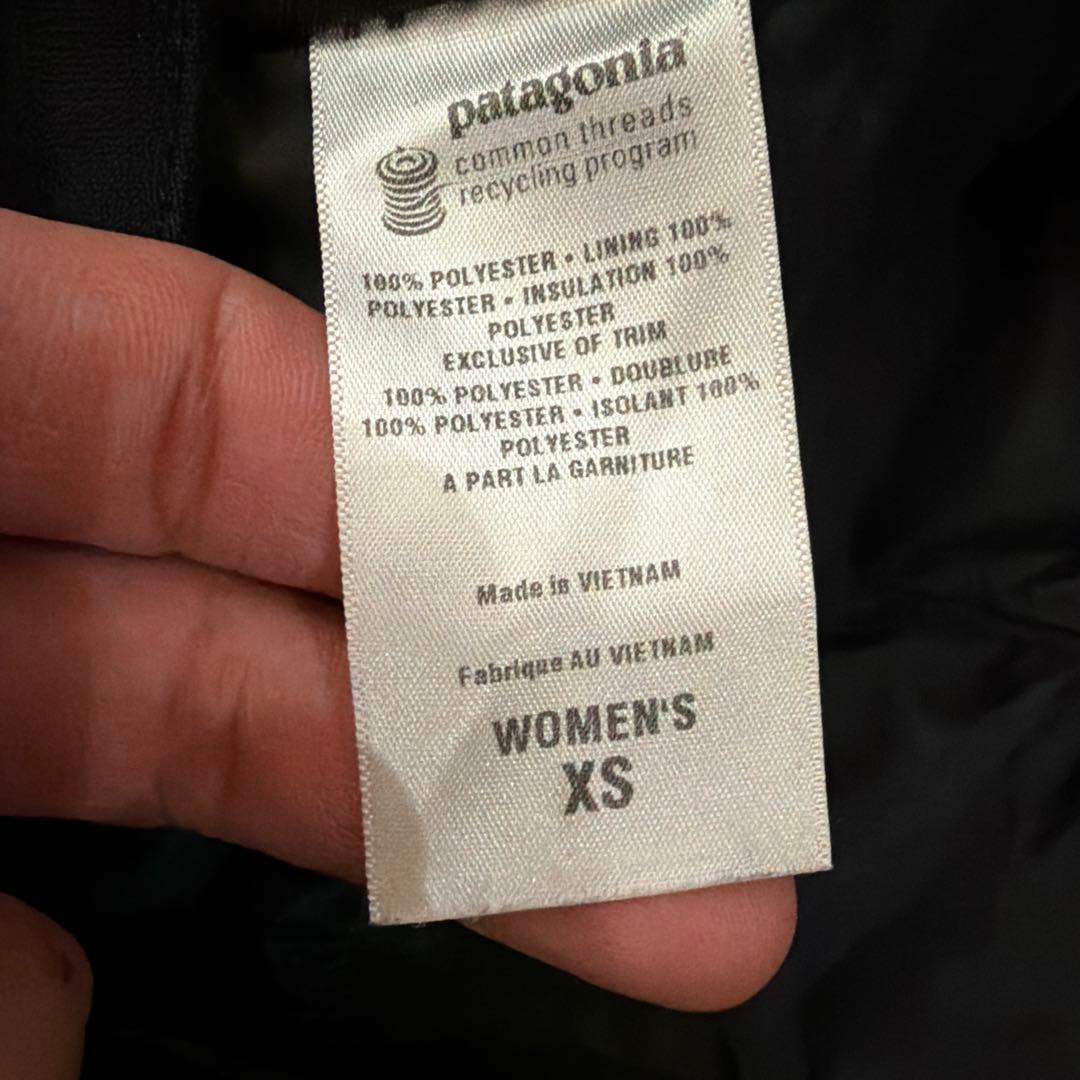 patagonia
common threads
recycling program
100% POLYESTER • LINING 100%
POLYESTER • INSULATION 100%
POLYESTER
EXCLUSIVE OF TRIM
100% POLYESTER • DOUBLURE
100% POLYESTER • ISOLANT 100%
POLYESTER
A PART LA GARNITURE
Made in VIETNAM
Fabrique AU VIETNAM
WOMEN'S
XS